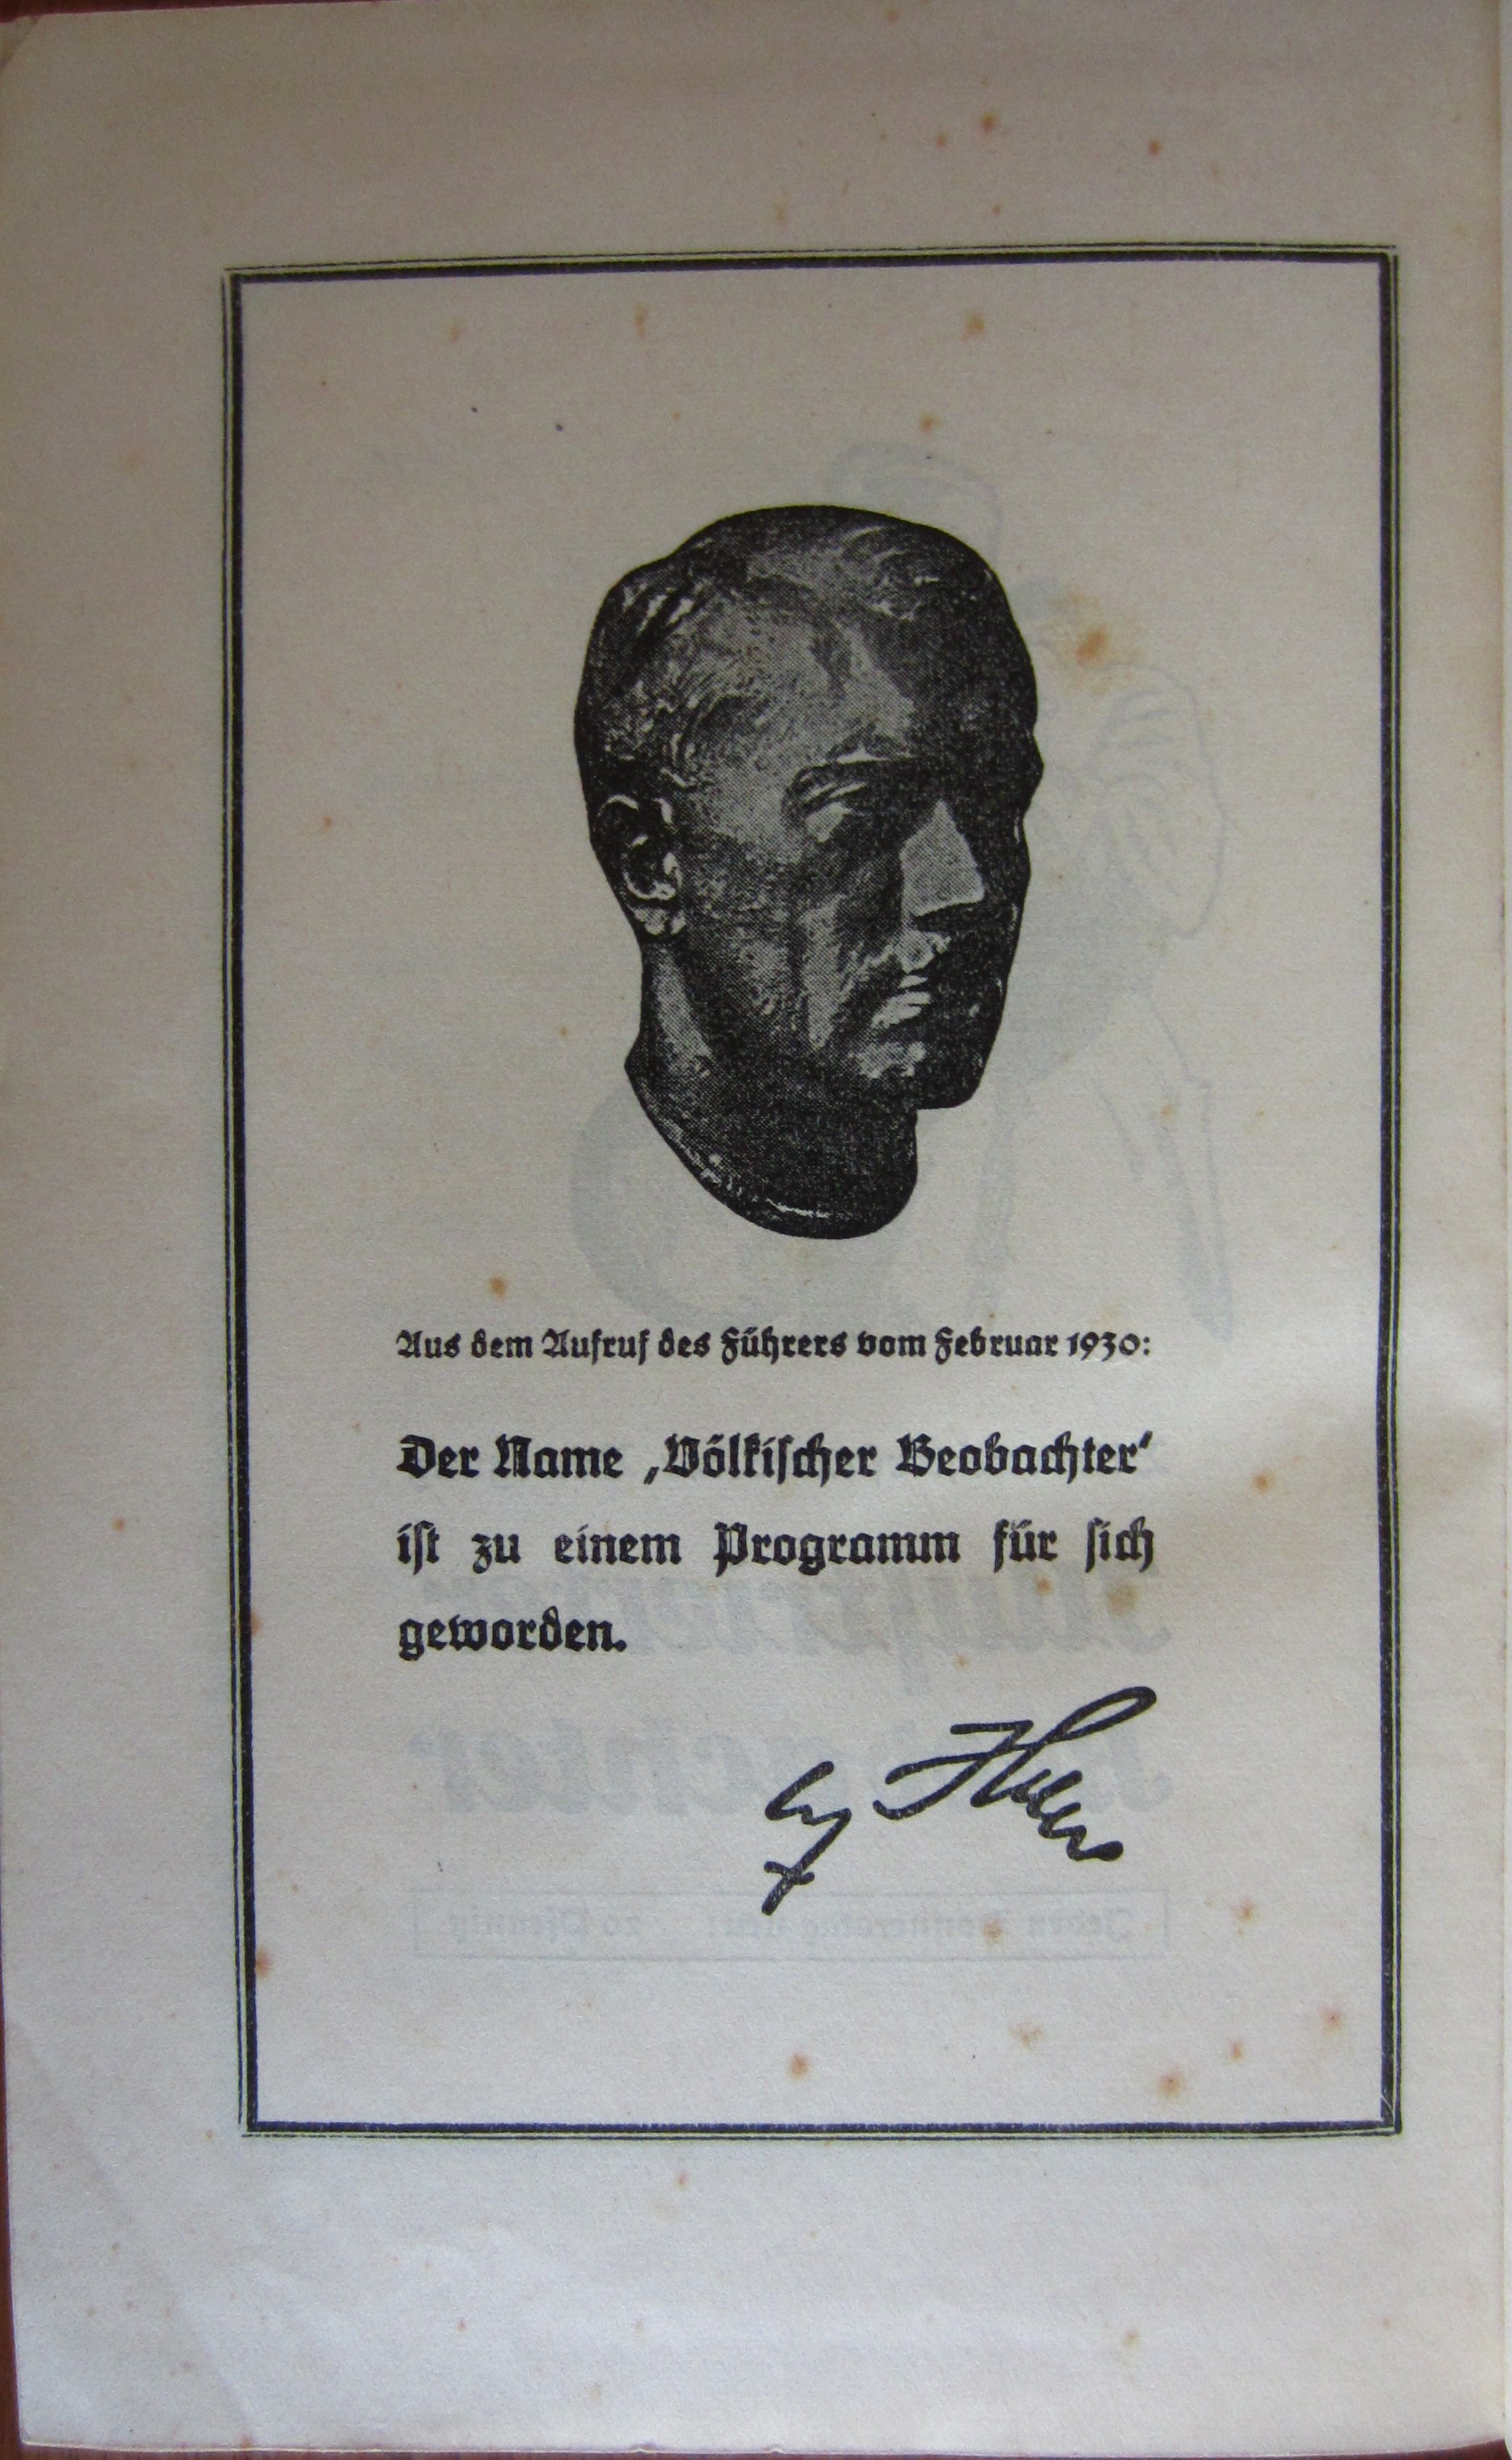 Aus dem Aufruf des Führers vom Februar 1930:
Der Name ‚Völkischer Beobachter‘
ist zu einem Programm für sich
geworden.
Hitler